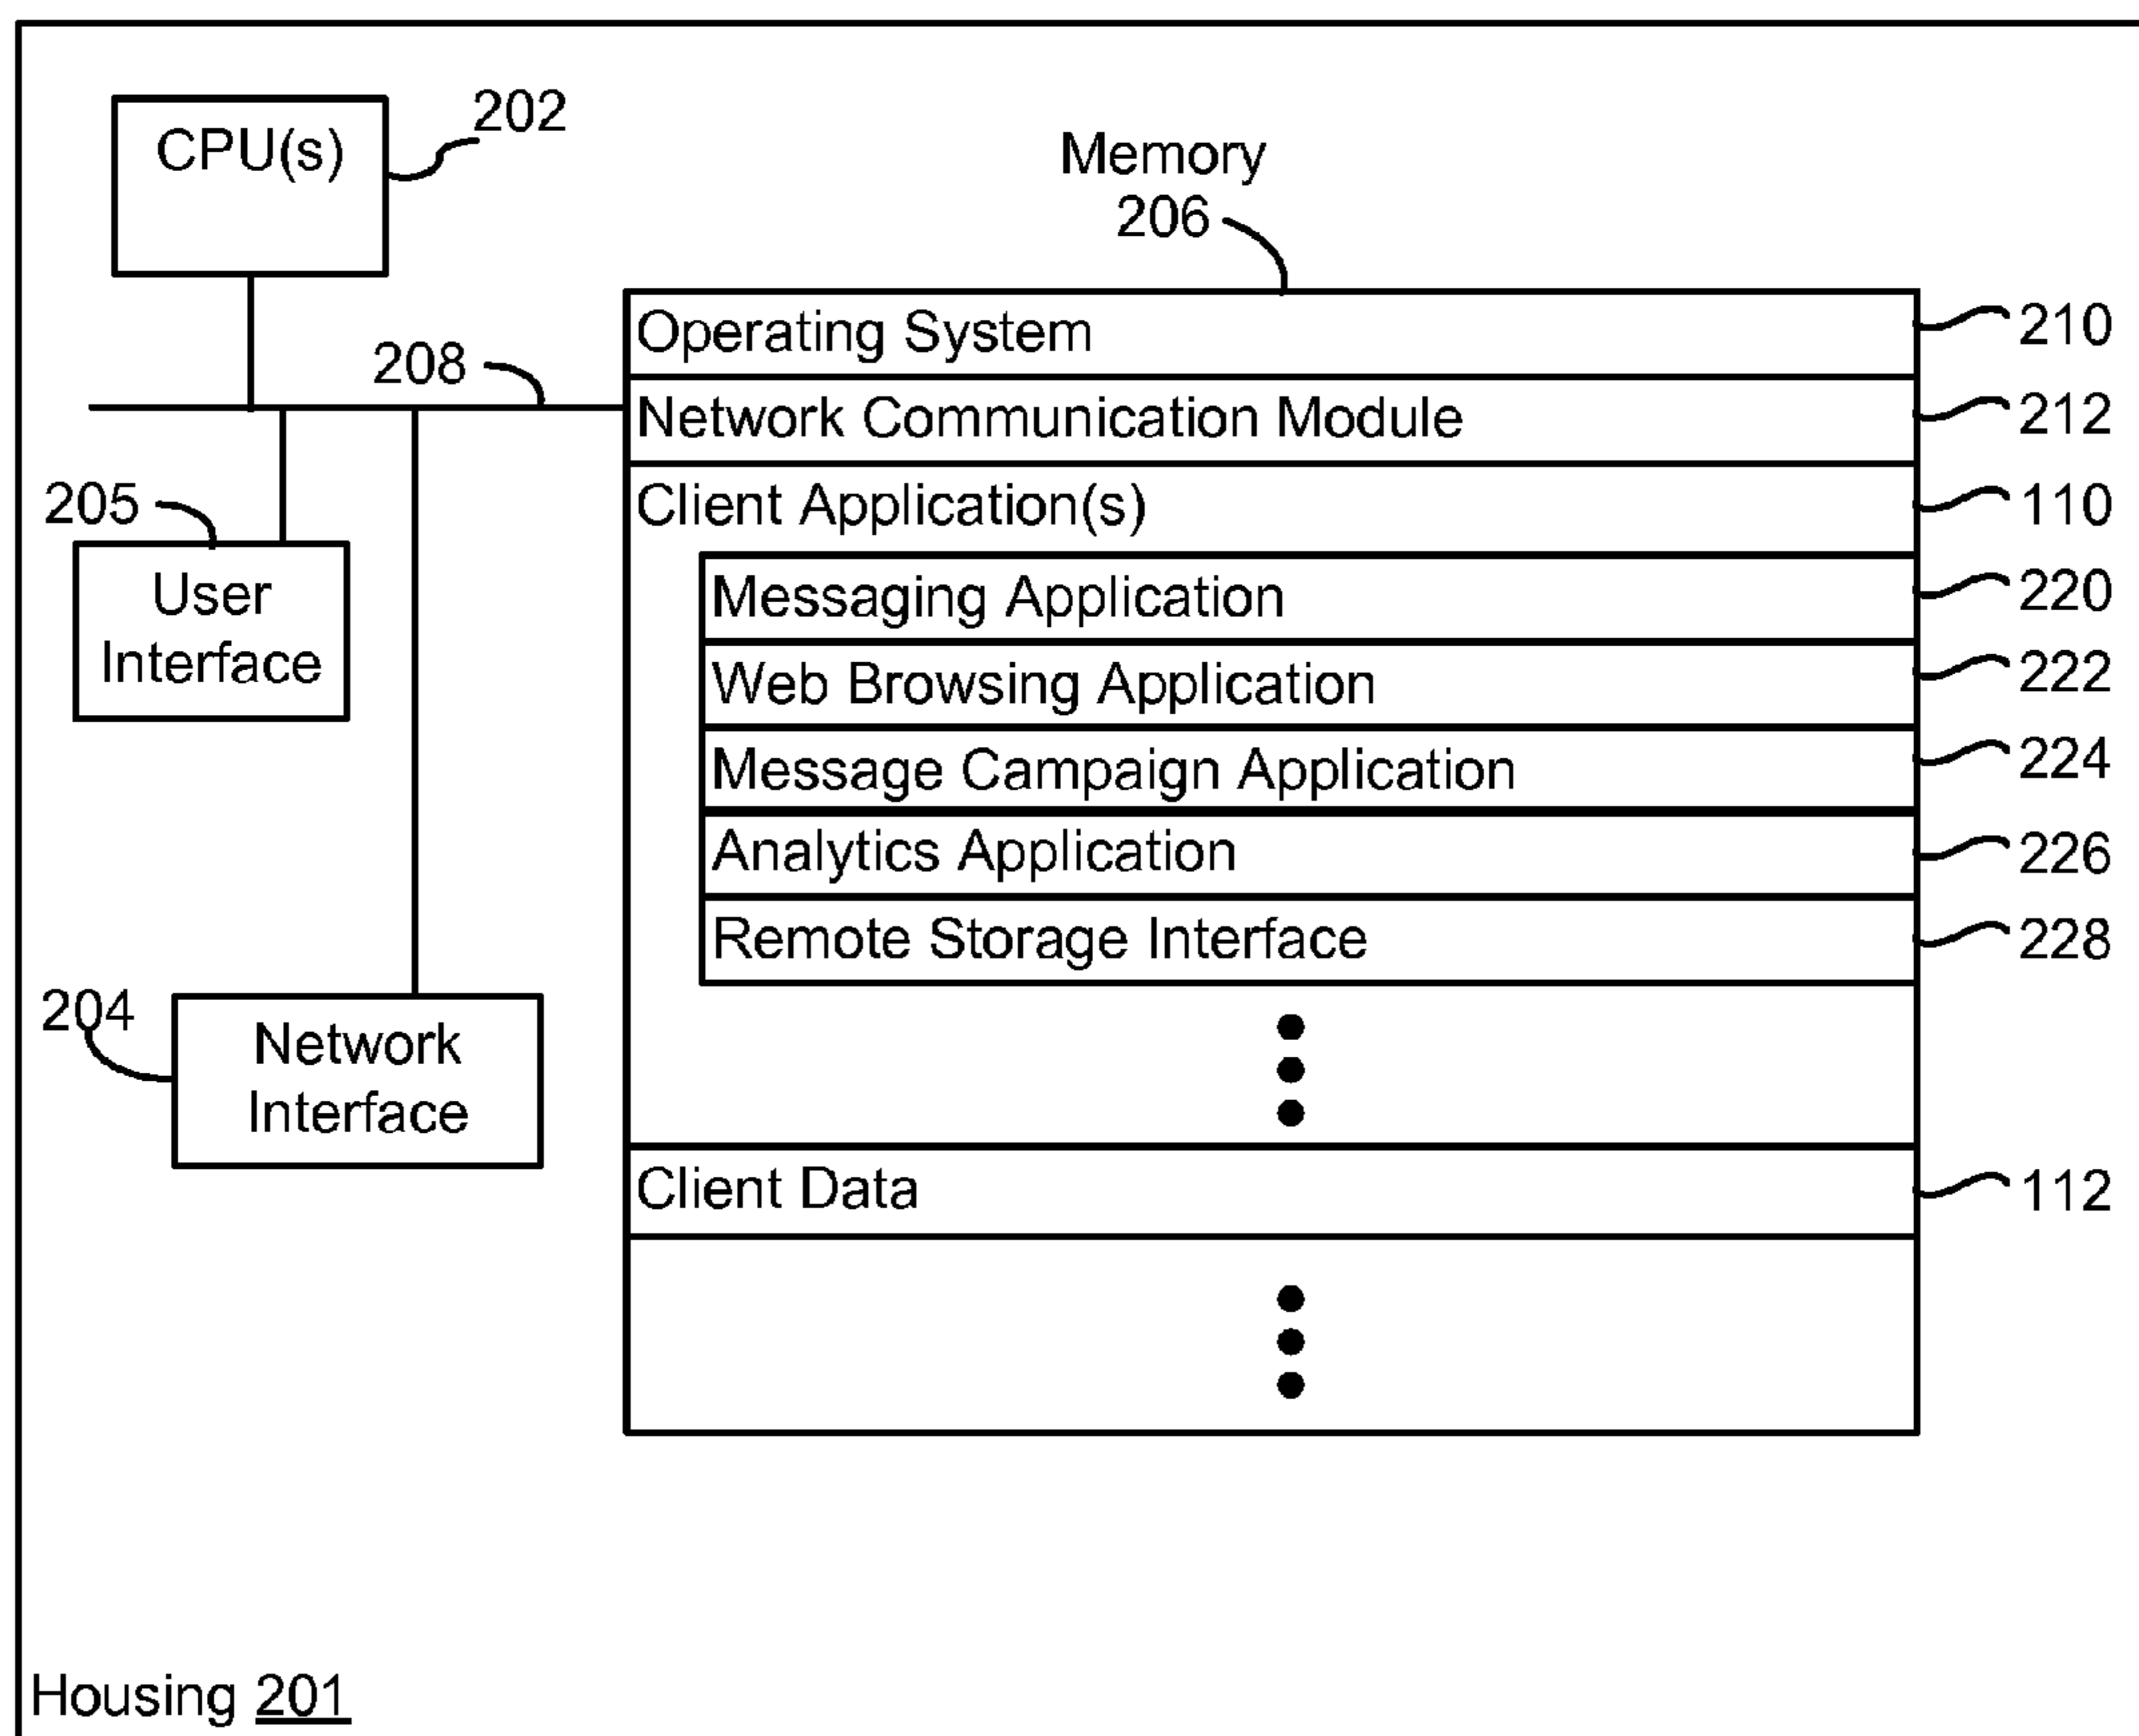 CPU(s)
202
Memory
206
208
Operating System
210
Network Communication Module
212
205
Client Application(s)
110
User
Interface
Messaging Application
220
Web Browsing Application
222
Message Campaign Application
224
Analytics Application
226
Remote Storage Interface
228
204
Network
Interface
Client Data
112
Housing 201